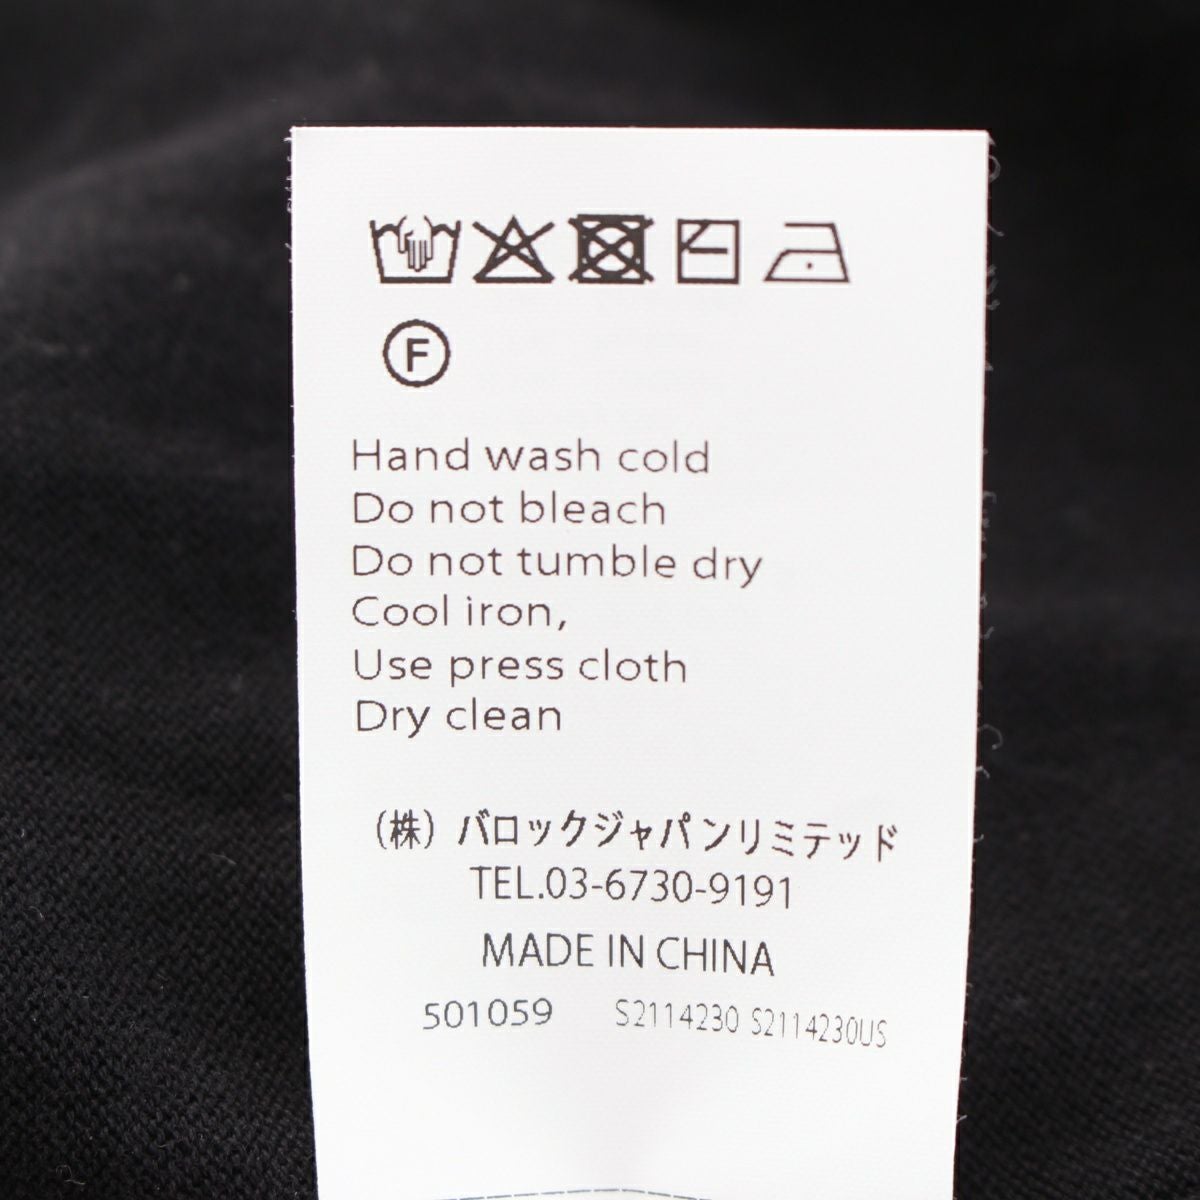 F
Hand wash cold
Do not bleach
Do not tumble dry
Cool iron,
Use press cloth
Dry clean
(株) バロックジャパンリミテッド
TEL.03-6730-9191
MADE IN CHINA
501059 S2114230 S2114230US